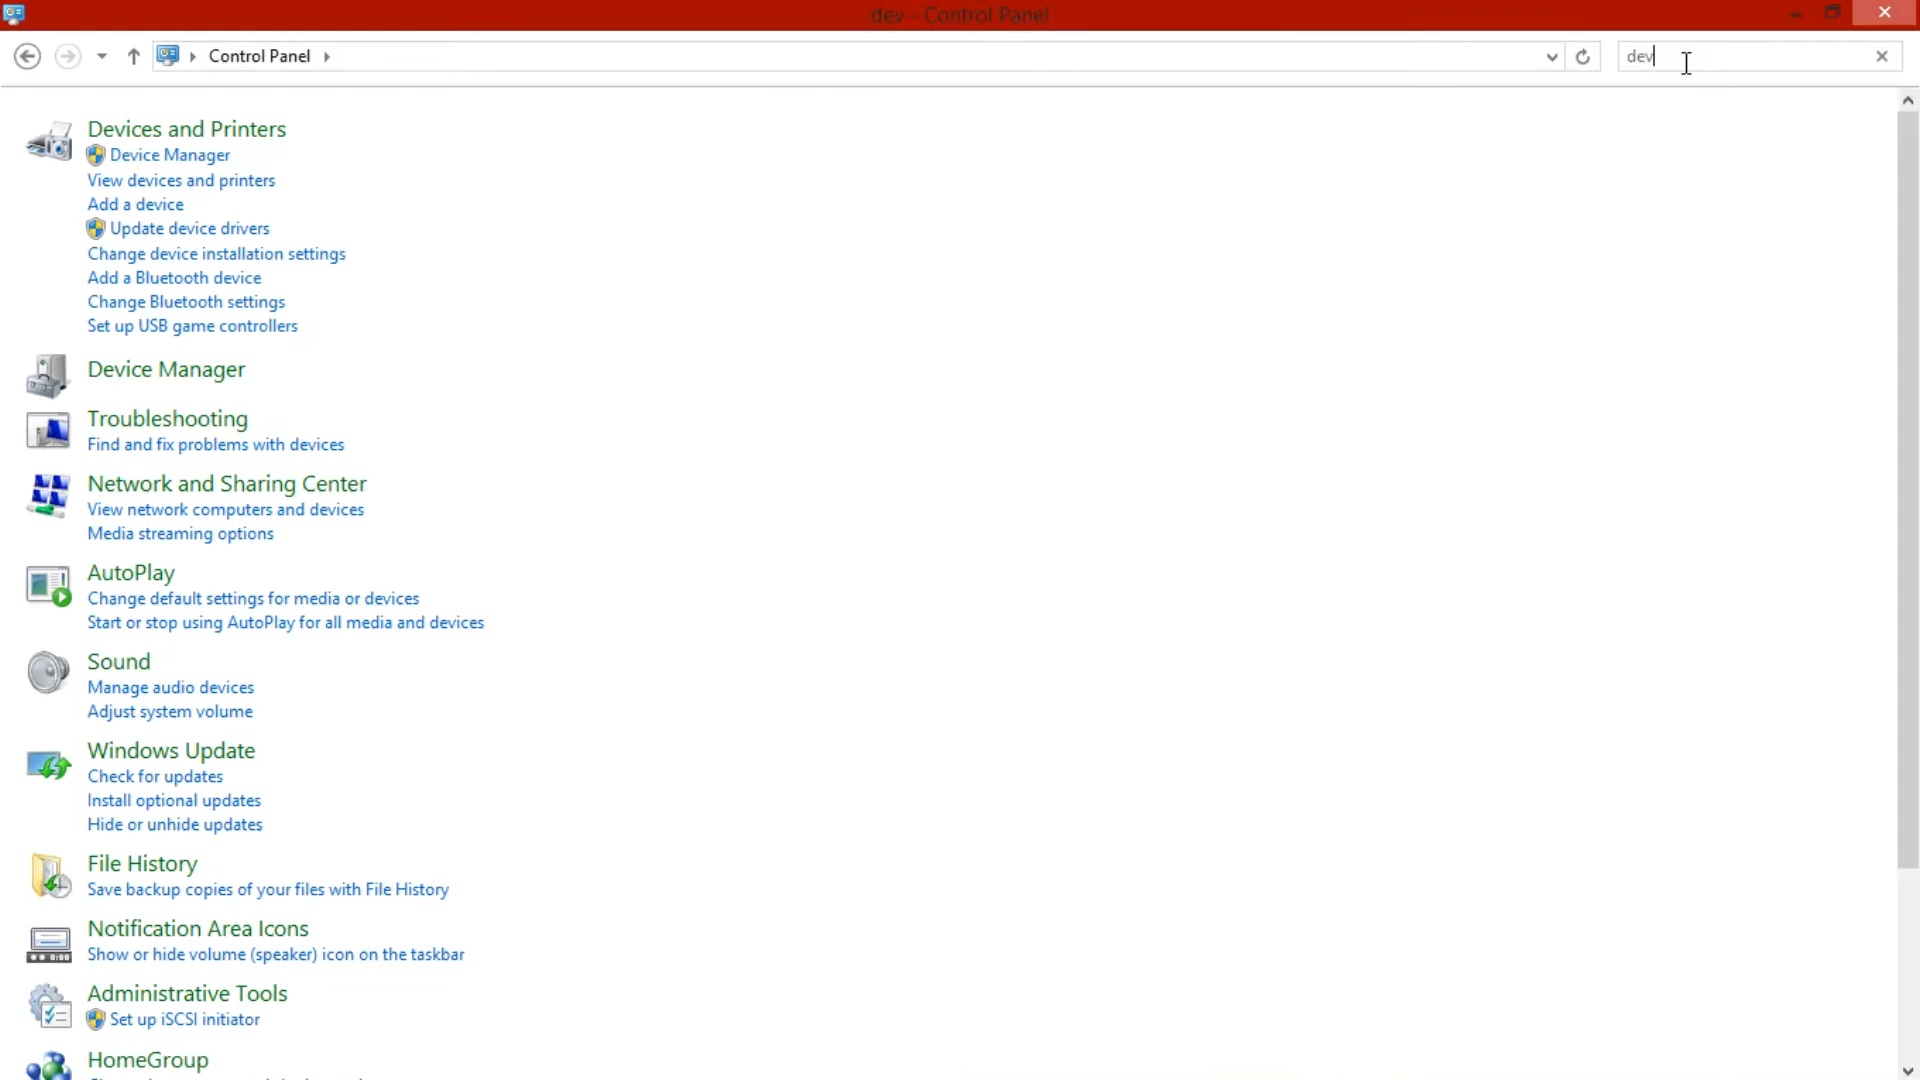 dev - Control Panel
Control Panel
dev
Devices and Printers
Device Manager
View devices and printers
Add a device
Update device drivers
Change device installation settings
Add a Bluetooth device
Change Bluetooth settings
Set up USB game controllers
Device Manager
Troubleshooting
Find and fix problems with devices
Network and Sharing Center
View network computers and devices
Media streaming options
AutoPlay
Change default settings for media or devices
Start or stop using AutoPlay for all media and devices
Sound
Manage audio devices
Adjust system volume
Windows Update
Check for updates
Install optional updates
Hide or unhide updates
File History
Save backup copies of your files with File History
Notification Area Icons
Show or hide volume (speaker) icon on the taskbar
Administrative Tools
Set up iSCSI initiator
HomeGroup